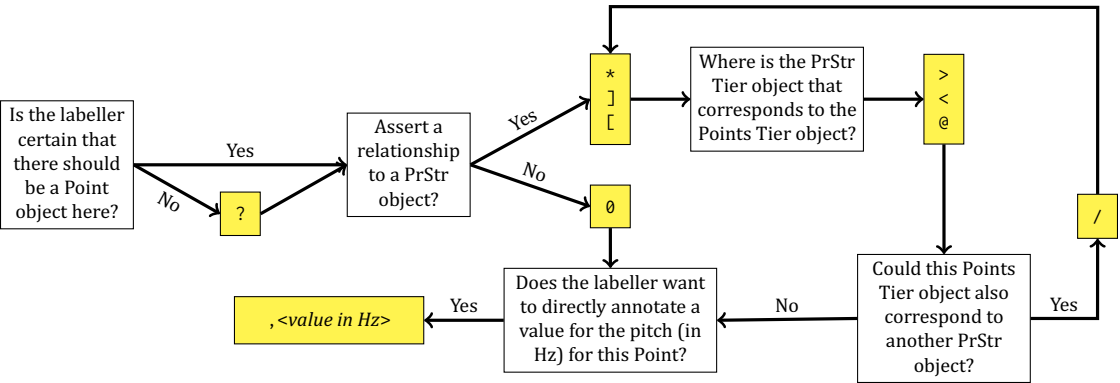 Is the labeller
certain that
there should
be a Point
object here?
Yes
No
?
Assert a
relationship
to a PrStr
object?
Yes
No
*
]
[
0
Where is the PrStr
Tier object that
corresponds to the
Points Tier object?
>
<
@
/
Could this Points
Tier object also
correspond to
another PrStr
object?
Yes
No
Does the labeller want
to directly annotate a
value for the pitch (in
Hz) for this Point?
Yes
,<value in Hz>